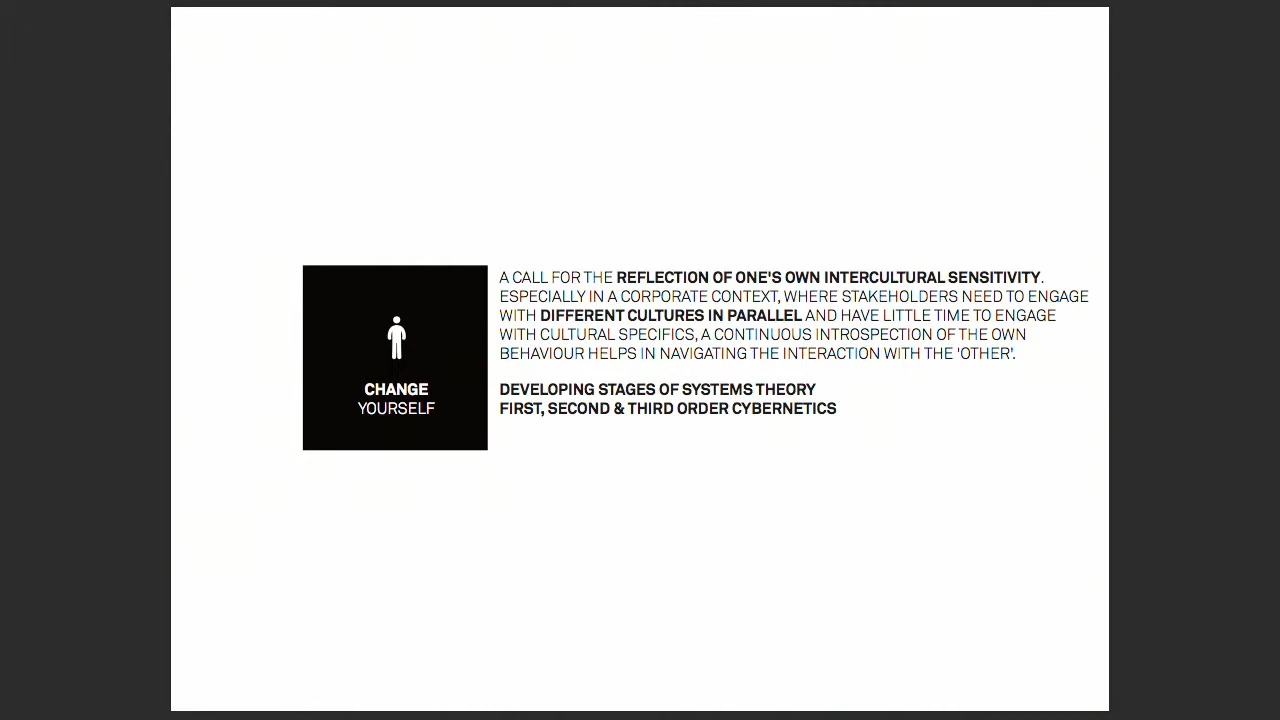 CHANGE
YOURSELF
A CALL FOR THE REFLECTION OF ONE'S OWN INTERCULTURAL SENSITIVITY.
ESPECIALLY IN A CORPORATE CONTEXT, WHERE STAKEHOLDERS NEED TO ENGAGE
WITH DIFFERENT CULTURES IN PARALLEL AND HAVE LITTLE TIME TO ENGAGE
WITH CULTURAL SPECIFICS, A CONTINUOUS INTROSPECTION OF THE OWN
BEHAVIOUR HELPS IN NAVIGATING THE INTERACTION WITH THE 'OTHER'.
DEVELOPING STAGES OF SYSTEMS THEORY
FIRST, SECOND & THIRD ORDER CYBERNETICS